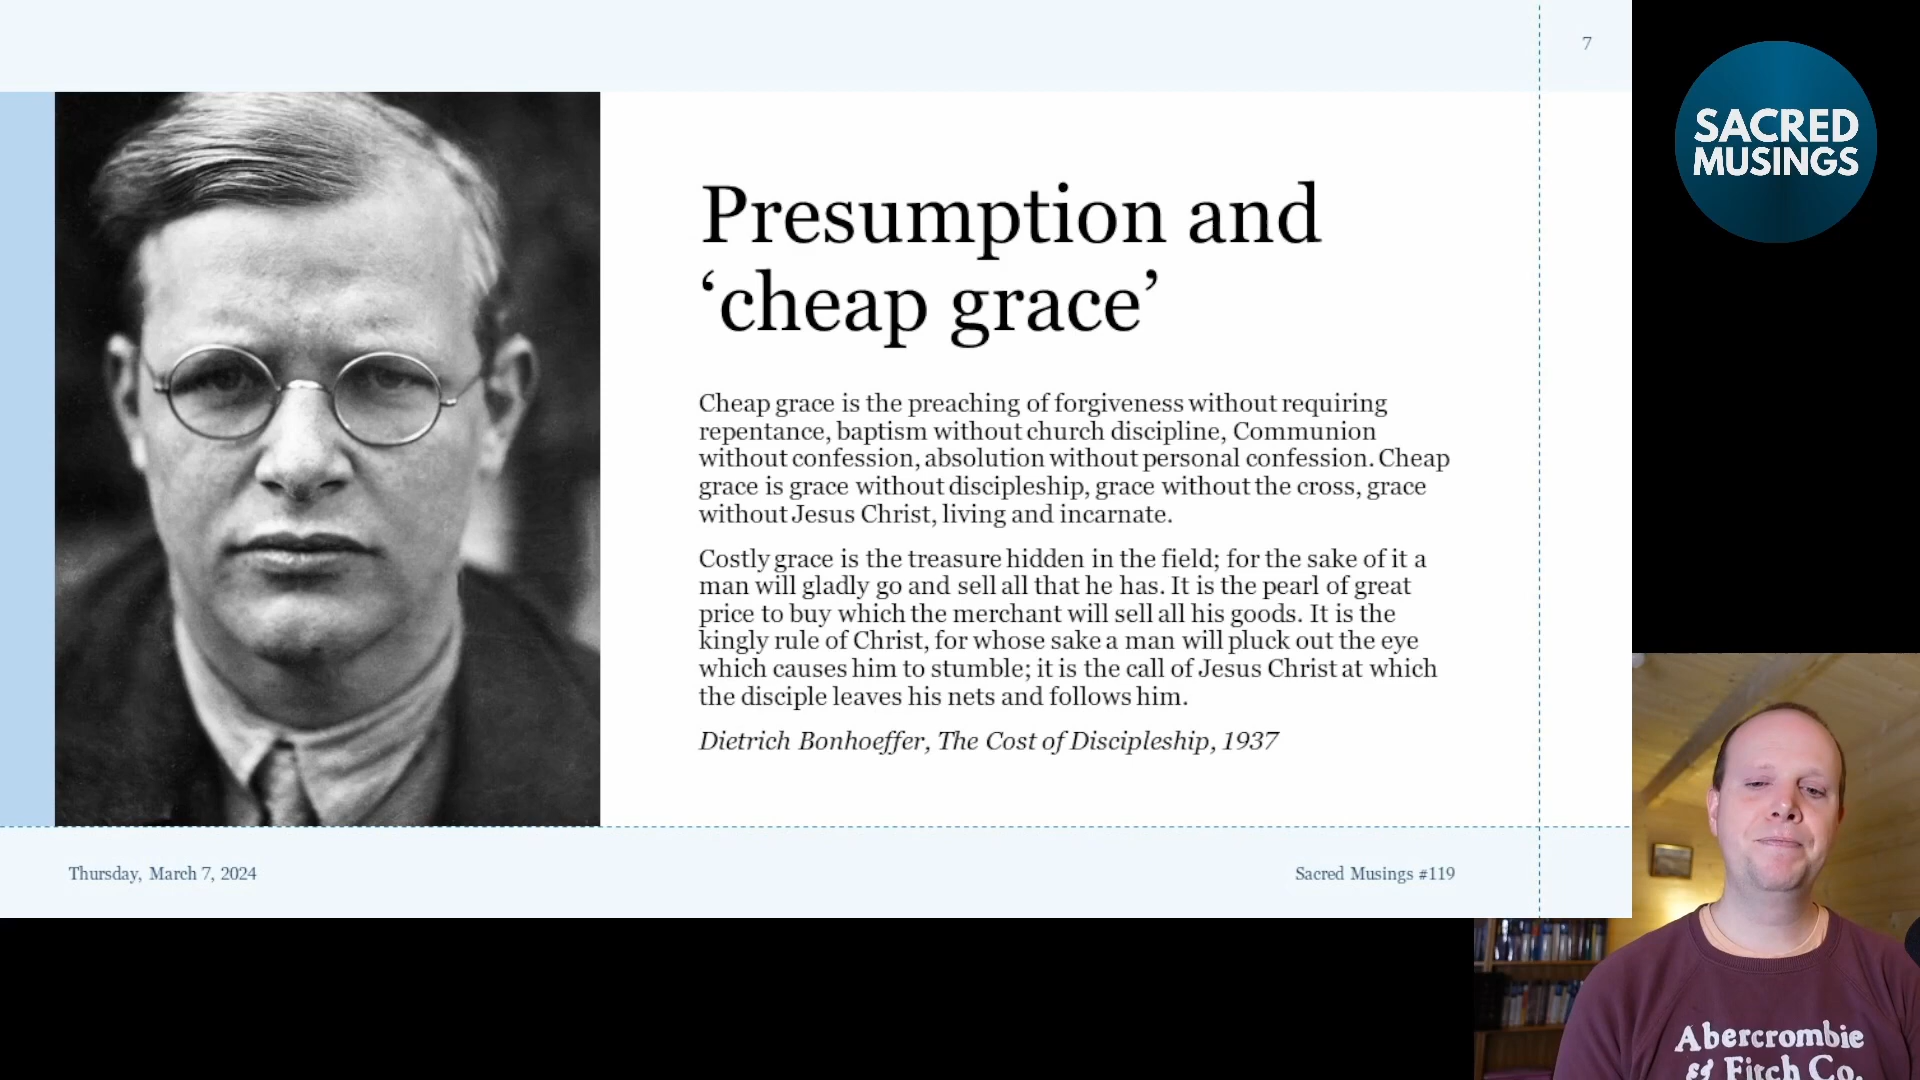 7
SACRED
MUSINGS
Presumption and
‘cheap grace’
Cheap grace is the preaching of forgiveness without requiring
repentance, baptism without church discipline, Communion
without confession, absolution without personal confession. Cheap
grace is grace without discipleship, grace without the cross, grace
without Jesus Christ, living and incarnate.
Costly grace is the treasure hidden in the field; for the sake of it a
man will gladly go and sell all that he has. It is the pearl of great
price to buy which the merchant will sell all his goods. It is the
kingly rule of Christ, for whose sake a man will pluck out the eye
which causes him to stumble; it is the call of Jesus Christ at which
the disciple leaves his nets and follows him.
Dietrich Bonhoeffer, The Cost of Discipleship, 1937
Thursday, March 7, 2024
Sacred Musings #119
Abercrombie
& Fitch Co.